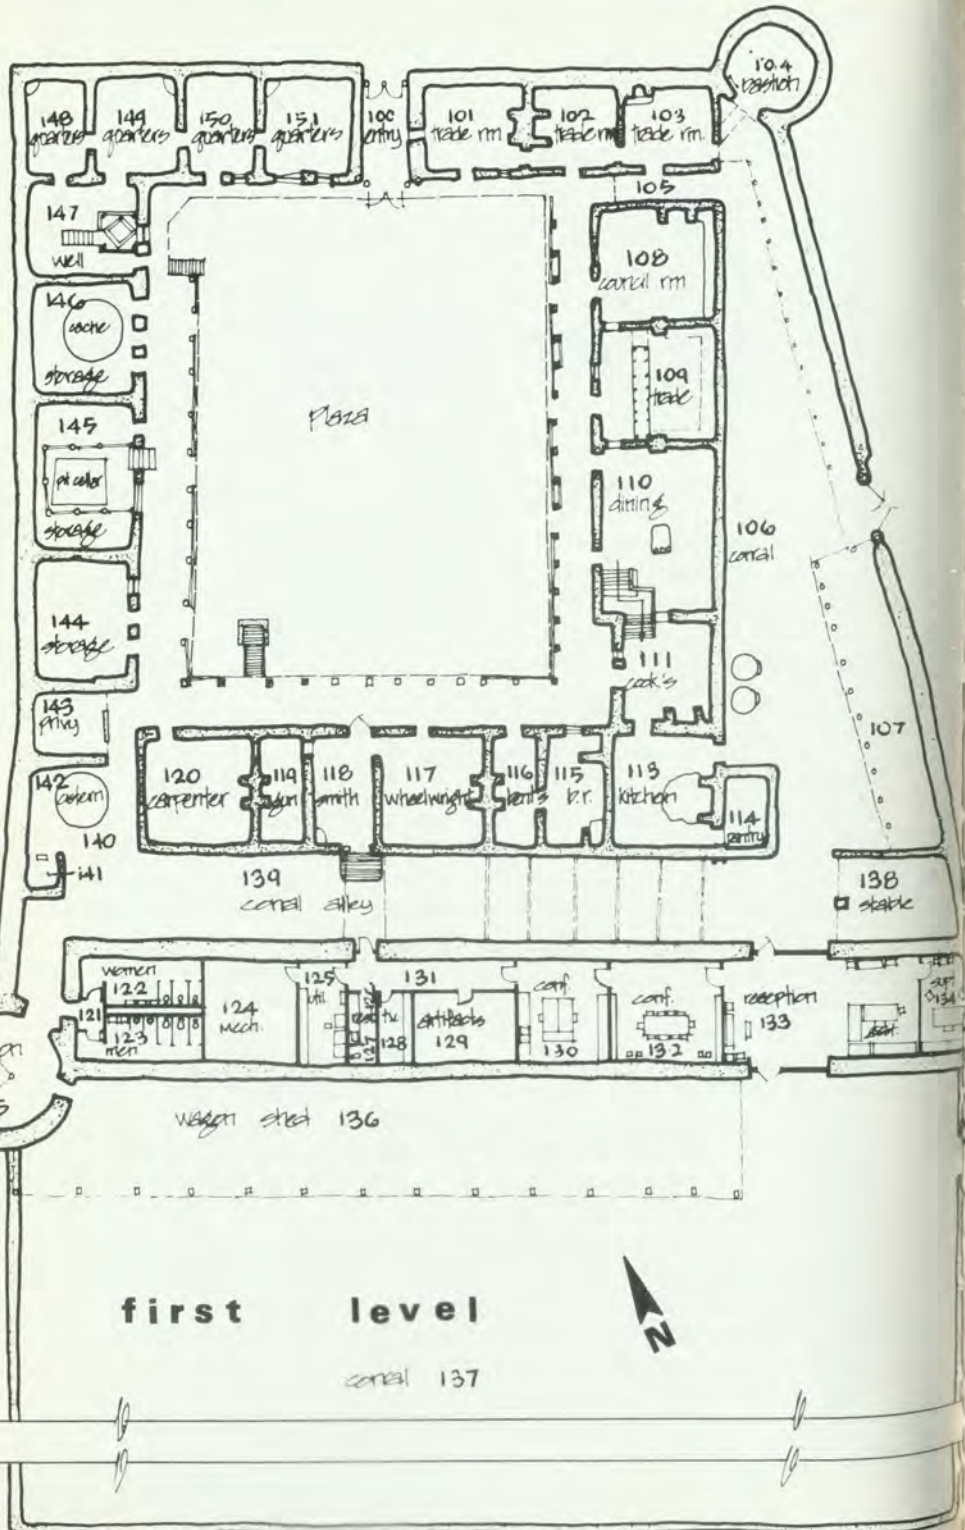 148
quarters
149
quarters
150
quarters
151
quarters
100
entry
101
trade rm
102
trade rm
103
trade rm.
104
bastion
105
147
well
108
council rm
146
cache
storage
109
trade
Plaza
145
pit cellar
storage
110
dining
106
corral
144
storage
111
cook's
143
privy
107
142
cistern
120
carpenter
119
gun
118
smith
117
wheelwright
116
bent's
115
b.r.
113
kitchen
114
pantry
140
141
139
corral alley
138
stable
women
122
121
123
men
124
Mech.
125
util.
131
127
128
artifacts
129
conf.
130
conf.
132
reception
133
sup.
134
wagon shed 136
first level
N
corral 137